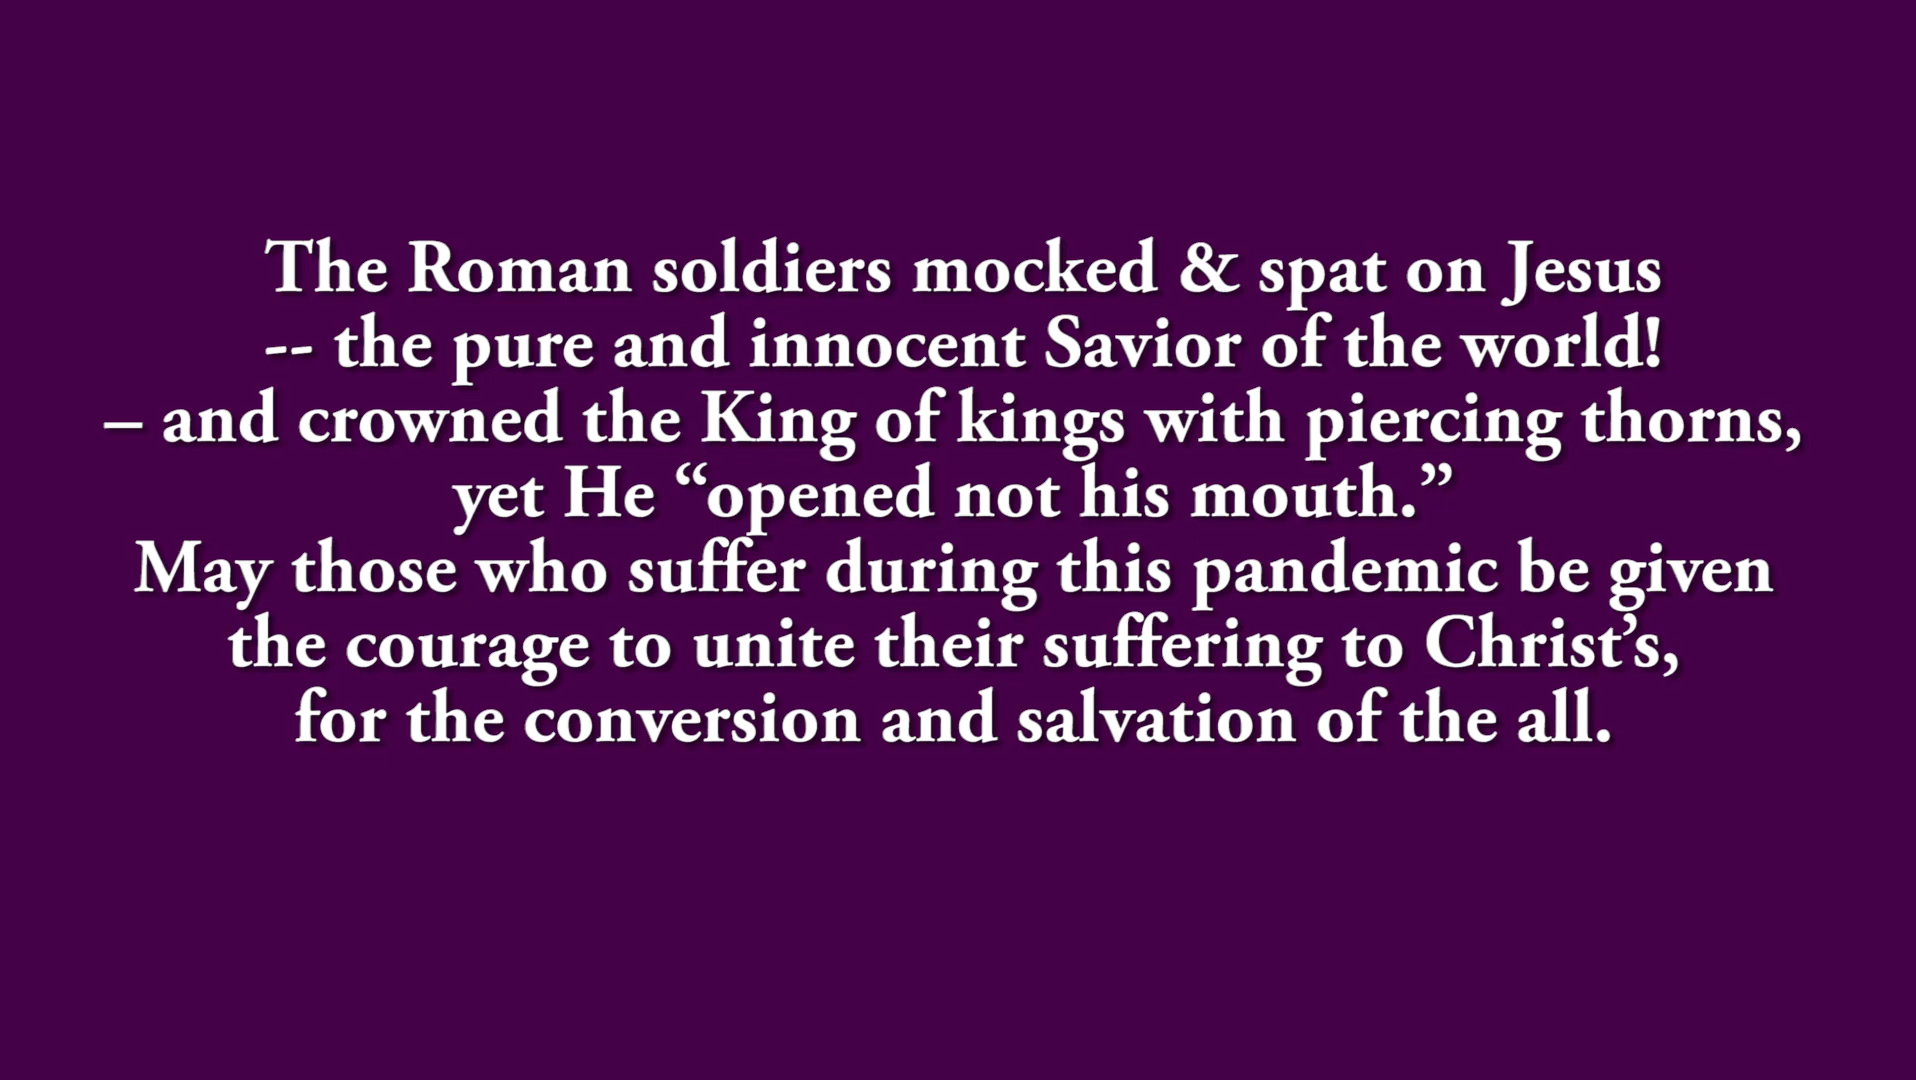 The Roman soldiers mocked & spat on Jesus
-- the pure and innocent Savior of the world!
– and crowned the King of kings with piercing thorns,
yet He “opened not his mouth.”
May those who suffer during this pandemic be given
the courage to unite their suffering to Christ’s,
for the conversion and salvation of the all.